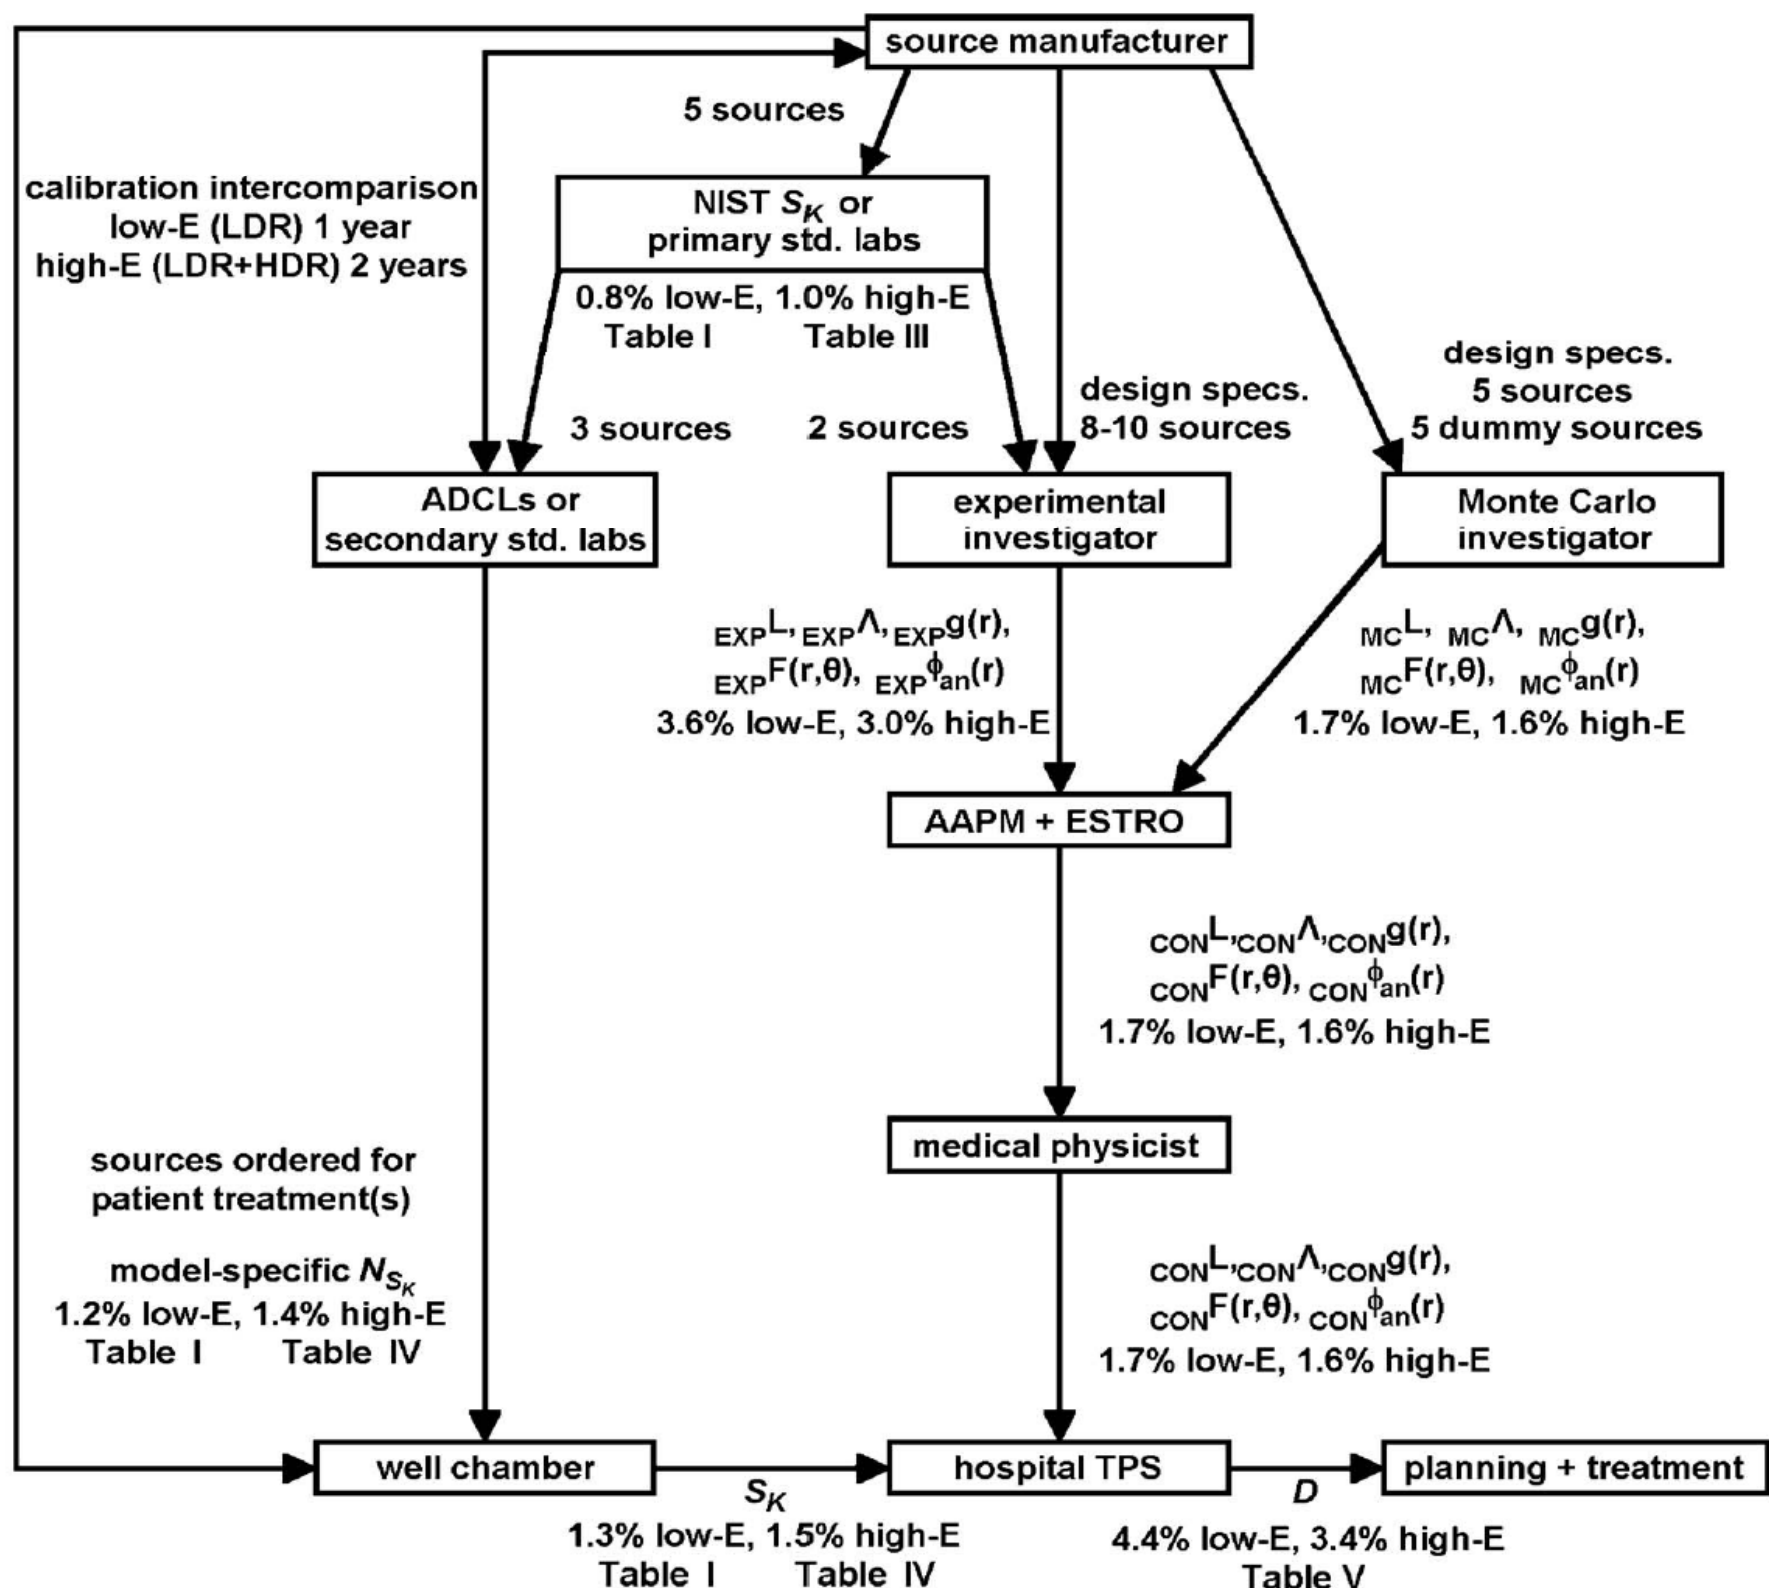 source manufacturer
5 sources
calibration intercomparison
low-E (LDR) 1 year
high-E (LDR+HDR) 2 years
NIST S_K or
primary std. labs
0.8% low-E, 1.0% high-E
Table I Table III
design specs.
5 sources
5 dummy sources
design specs.
8-10 sources
3 sources
2 sources
ADCLs or
secondary std. labs
experimental
investigator
Monte Carlo
investigator
EXPL, EXPΛ, EXPg(r),
EXPF(r,θ), EXPϕan(r)
3.6% low-E, 3.0% high-E
MCL, MCΛ, MCg(r),
MCF(r,θ), MCϕan(r)
1.7% low-E, 1.6% high-E
AAPM + ESTRO
CONL,CONΛ,CONg(r),
CONF(r,θ), CONϕan(r)
1.7% low-E, 1.6% high-E
medical physicist
sources ordered for
patient treatment(s)
model-specific N_S_K
1.2% low-E, 1.4% high-E
Table I Table IV
CONL,CONΛ,CONg(r),
CONF(r,θ), CONϕan(r)
1.7% low-E, 1.6% high-E
well chamber
hospital TPS
planning + treatment
S_K
1.3% low-E, 1.5% high-E
Table I Table IV
D
4.4% low-E, 3.4% high-E
Table V